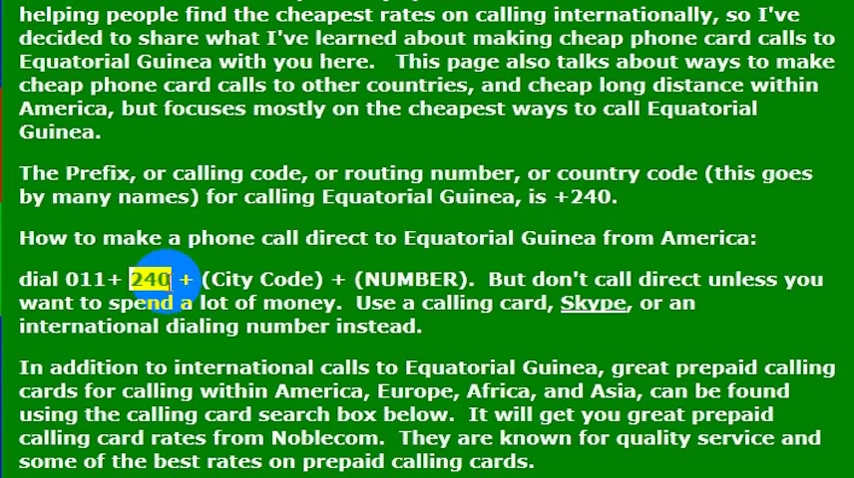 helping people find the cheapest rates on calling internationally, so I've
decided to share what I've learned about making cheap phone card calls to
Equatorial Guinea with you here.   This page also talks about ways to make
cheap phone card calls to other countries, and cheap long distance within
America, but focuses mostly on the cheapest ways to call Equatorial
Guinea.
The Prefix, or calling code, or routing number, or country code (this goes
by many names) for calling Equatorial Guinea, is +240.
How to make a phone call direct to Equatorial Guinea from America:
dial 011+ 240 + (City Code) + (NUMBER).  But don't call direct unless you
want to spend a lot of money.  Use a calling card, Skype, or an
international dialing number instead.
In addition to international calls to Equatorial Guinea, great prepaid calling
cards for calling within America, Europe, Africa, and Asia, can be found
using the calling card search box below.  It will get you great prepaid
calling card rates from Noblecom.  They are known for quality service and
some of the best rates on prepaid calling cards.